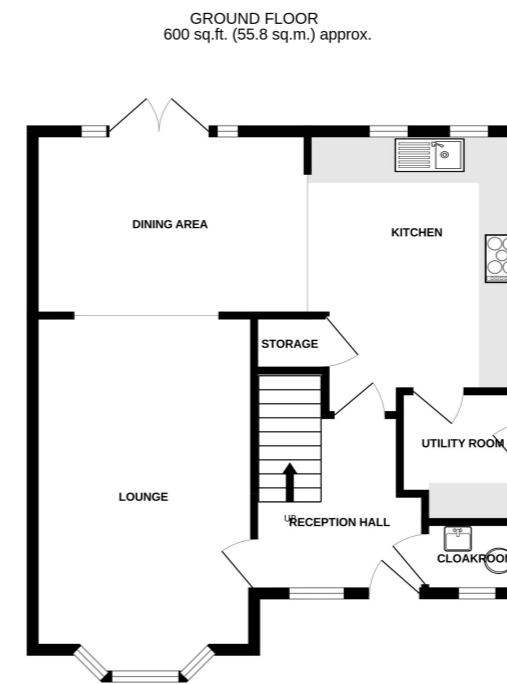 GROUND FLOOR
600 sq.ft. (55.8 sq.m.) approx.
DINING AREA
KITCHEN
STORAGE
UTILITY ROOM
LOUNGE
UP
RECEPTION HALL
CLOAKROOM